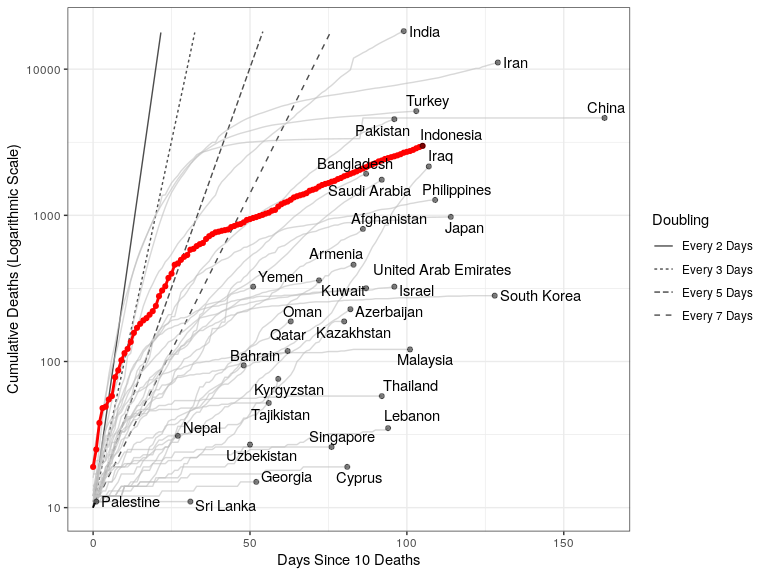 India
Iran
Turkey
China
Pakistan
Indonesia
Iraq
Bangladesh
Saudi Arabia
Philippines
Afghanistan
Japan
Armenia
United Arab Emirates
Yemen
Kuwait
Israel
South Korea
Oman
Azerbaijan
Qatar
Kazakhstan
Bahrain
Malaysia
Kyrgyzstan
Thailand
Tajikistan
Lebanon
Nepal
Singapore
Uzbekistan
Cyprus
Georgia
Palestine
Sri Lanka
10000
1000
100
10
0
50
100
150
Days Since 10 Deaths
Cumulative Deaths (Logarithmic Scale)
Doubling
Every 2 Days
Every 3 Days
Every 5 Days
Every 7 Days